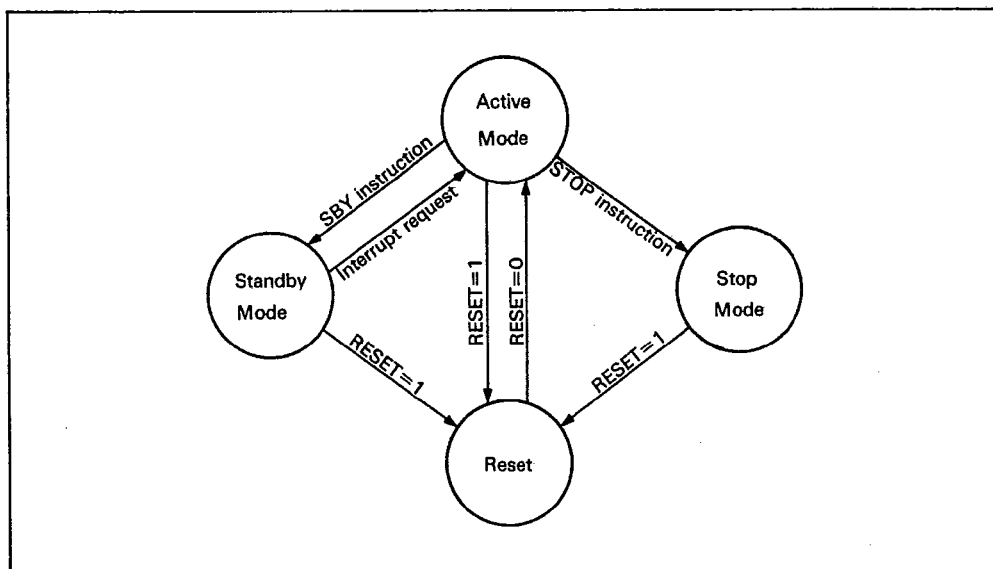 Active
Mode
SBY instruction
Interrupt request
STOP instruction
Standby
Mode
RESET=1
RESET=0
Stop
Mode
RESET=1
RESET=1
Reset